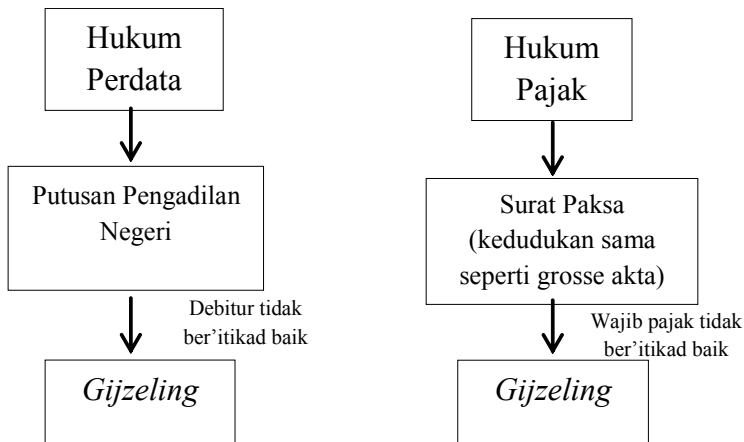 Hukum
Perdata
Putusan Pengadilan
Negeri
Debitur tidak
ber'itikad baik
Gijzeling
Hukum
Pajak
Surat Paksa
(kedudukan sama
seperti grosse akta)
Wajib pajak tidak
ber'itikad baik
Gijzeling